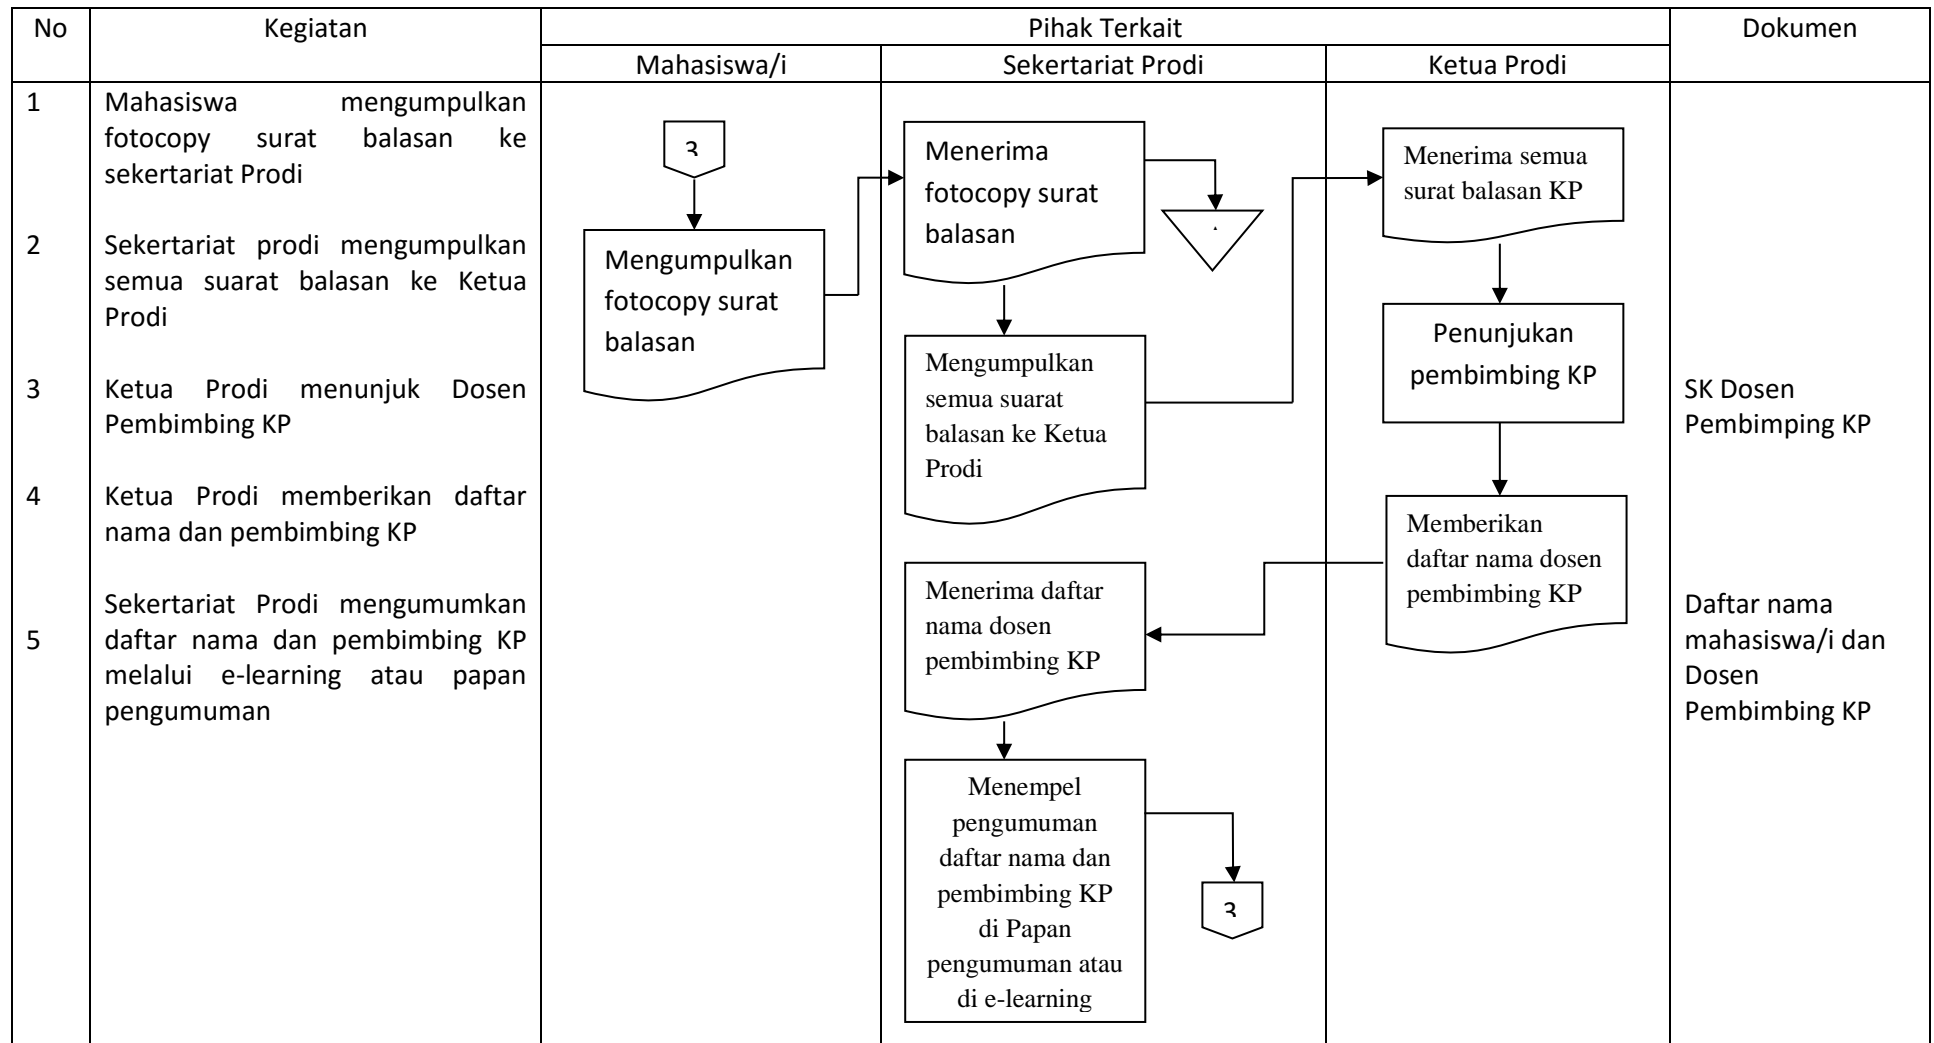 No
Kegiatan
Pihak Terkait
Dokumen
Mahasiswa/i
Sekertariat Prodi
Ketua Prodi
1
Mahasiswa mengumpulkan
fotocopy surat balasan ke
sekertariat Prodi
2
Sekertariat prodi mengumpulkan
semua suarat balasan ke Ketua
Prodi
3
Ketua Prodi menunjuk Dosen
Pembimbing KP
4
Ketua Prodi memberikan daftar
nama dan pembimbing KP
5
Sekertariat Prodi mengumumkan
daftar nama dan pembimbing KP
melalui e-learning atau papan
pengumuman
3
Mengumpulkan
fotocopy surat
balasan
Menerima
fotocopy surat
balasan
Mengumpulkan
semua suarat
balasan ke Ketua
Prodi
Menerima daftar
nama dosen
pembimbing KP
Menempel
pengumuman
daftar nama dan
pembimbing KP
di Papan
pengumuman atau
di e-learning
3
Menerima semua
surat balasan KP
Penunjukan
pembimbing KP
Memberikan
daftar nama dosen
pembimbing KP
SK Dosen
Pembimping KP
Daftar nama
mahasiswa/i dan
Dosen
Pembimbing KP